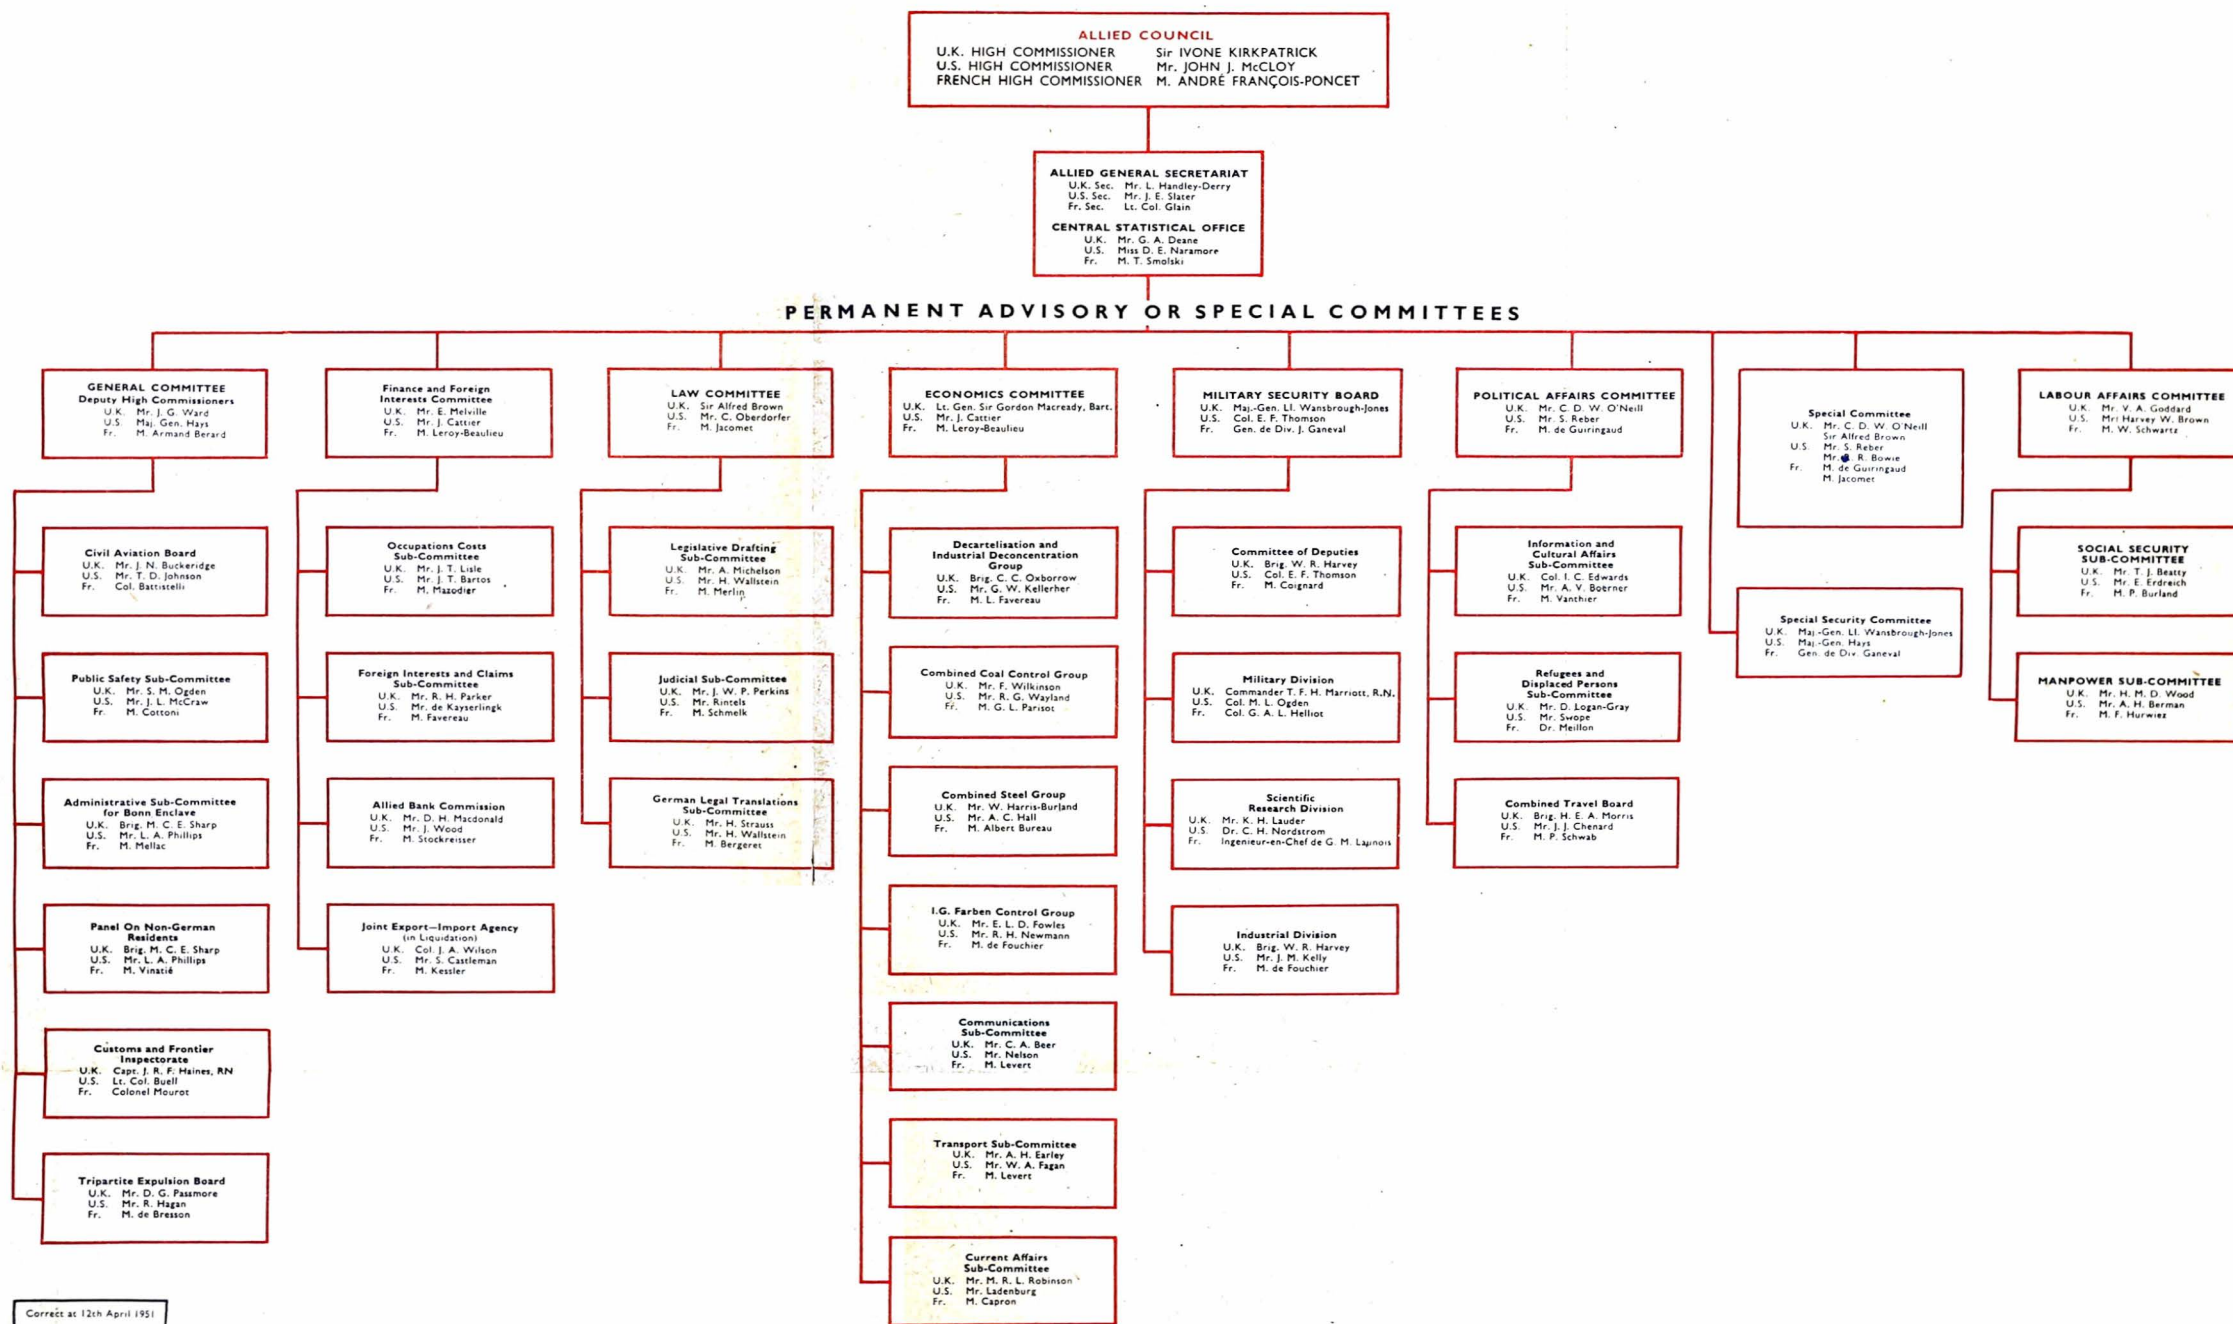 ALLIED COUNCIL
U.K. HIGH COMMISSIONER Sir IVONE KIRKPATRICK
U.S. HIGH COMMISSIONER Mr. JOHN J. McCLOY
FRENCH HIGH COMMISSIONER M. ANDRÉ FRANÇOIS-PONCET
ALLIED GENERAL SECRETARIAT
U.K. Sec. Mr. L. Handley-Derry
U.S. Sec. Mr. J. E. Slater
Fr. Sec. Lt. Col. Glain
CENTRAL STATISTICAL OFFICE
U.K. Mr. G. A. Deane
U.S. Miss D. E. Naramore
Fr. M. T. Smolski
PERMANENT ADVISORY OR SPECIAL COMMITTEES
GENERAL COMMITTEE
Deputy High Commissioners
U.K. Mr. J. G. Ward
U.S. Maj. Gen. Hays
Fr. M. Armand Berard
Civil Aviation Board
U.K. Mr. J. N. Buckeridge
U.S. Mr. T. D. Johnson
Fr. Col. Battistelli
Public Safety Sub-Committee
U.K. Mr. S. M. Ogden
U.S. Mr. J. L. McCraw
Fr. M. Cottoni
Administrative Sub-Committee
for Bonn Enclave
U.K. Brig. M. C. E. Sharp
U.S. Mr. L. A. Phillips
Fr. M. Mellac
Panel On Non-German
Residents
U.K. Brig. M. C. E. Sharp
U.S. Mr. L. A. Phillips
Fr. M. Vinatié
Customs and Frontier
Inspectorate
U.K. Capt. J. R. F. Haines, RN
U.S. Lt. Col. Buell
Fr. Colonel Mourot
Tripartite Expulsion Board
U.K. Mr. D. G. Passmore
U.S. Mr. R. Hagan
Fr. M. de Bresson
Finance and Foreign
Interests Committee
U.K. Mr. E. Melville
U.S. Mr. J. Cattier
Fr. M. Leroy-Beaulieu
Occupations Costs
Sub-Committee
U.K. Mr. J. T. Lisle
U.S. Mr. J. T. Bartos
Fr. M. Mazodier
Foreign Interests and Claims
Sub-Committee
U.K. Mr. R. H. Parker
U.S. Mr. de Kayserlingk
Fr. M. Favereau
Allied Bank Commission
U.K. Mr. D. H. Macdonald
U.S. Mr. J. Wood
Fr. M. Stockreisser
Joint Export—Import Agency
(in Liquidation)
U.K. Col. J. A. Wilson
U.S. Mr. S. Castleman
Fr. M. Kessler
LAW COMMITTEE
U.K. Sir Alfred Brown
U.S. Mr. C. Oberdorfer
Fr. M. Jacomet
Legislative Drafting
Sub-Committee
U.K. Mr. A. Michelson
U.S. Mr. H. Wallstein
Fr. M. Merlin
Judicial Sub-Committee
U.K. Mr. J. W. P. Perkins
U.S. Mr. Rintels
Fr. M. Schmelk
German Legal Translations
Sub-Committee
U.K. Mr. H. Strauss
U.S. Mr. H. Wallstein
Fr. M. Bergeret
ECONOMICS COMMITTEE
U.K. Lt. Gen. Sir Gordon Macready, Bart.
U.S. Mr. J. Cattier
Fr. M. Leroy-Beaulieu
Decartelisation and
Industrial Deconcentration
Group
U.K. Brig. C. C. Oxborrow
U.S. Mr. G. W. Kellerher
Fr. M. L. Favereau
Combined Coal Control Group
U.K. Mr. F. Wilkinson
U.S. Mr. R. G. Wayland
Fr. M. G. L. Parisot
Combined Steel Group
U.K. Mr. W. Harris-Burland
U.S. Mr. A. C. Hall
Fr. M. Albert Bureau
I.G. Farben Control Group
U.K. Mr. E. L. D. Fowles
U.S. Mr. R. H. Newmann
Fr. M. de Fouchier
Communications
Sub-Committee
U.K. Mr. C. A. Beer
U.S. Mr. Nelson
Fr. M. Levert
Transport Sub-Committee
U.K. Mr. A. H. Earley
U.S. Mr. W. A. Fagan
Fr. M. Levert
Current Affairs
Sub-Committee
U.K. Mr. M. R. L. Robinson
U.S. Mr. Ladenburg
Fr. M. Capron
MILITARY SECURITY BOARD
U.K. Maj.-Gen. Ll. Wansbrough-Jones
U.S. Col. E. F. Thomson
Fr. Gen. de Div. J. Ganeval
Committee of Deputies
U.K. Brig. W. R. Harvey
U.S. Col. E. F. Thomson
Fr. M. Coignard
Military Division
U.K. Commander T. F. H. Marriott, R.N.
U.S. Col. M. L. Ogden
Fr. Col. G. A. L. Helliot
Scientific
Research Division
U.K. Mr. K. H. Lauder
U.S. Dr. C. H. Nordstrom
Fr. Ingenieur-en-Chef de G. M.
Industrial Division
U.K. Brig. W. R. Harvey
U.S. Mr. J. M. Kelly
Fr. M. de Fouchier
POLITICAL AFFAIRS COMMITTEE
U.K. Mr. C. D. W. O'Neill
U.S. Mr. S. Reber
Fr. M. de Guiringaud
Information and
Cultural Affairs
Sub-Committee
U.K. Col. I. C. Edwards
U.S. Mr. A. V. Boerner
Fr. M. Vanthier
Refugees and
Displaced Persons
Sub-Committee
U.K. Mr. D. Logan-Gray
U.S. Mr. Swope
Fr. Dr. Meillon
Combined Travel Board
U.K. Brig. H. E. A. Morris
U.S. Mr. J. J. Chenard
Fr. M. P. Schwab
Special Committee
U.K. Mr. C. D. W. O'Neill
Sir Alfred Brown
U.S. Mr. S. Reber
Mr. R. Bowie
Fr. M. de Guiringaud
M. Jacomet
Special Security Committee
U.K. Maj.-Gen. Ll. Wansbrough-Jones
U.S. Maj.-Gen. Hays
Fr. Gen. de Div. Ganeval
LABOUR AFFAIRS COMMITTEE
U.K. Mr. V. A. Goddard
U.S. Mr. Harvey W. Brown
Fr. M. W. Schwartz
SOCIAL SECURITY
SUB-COMMITTEE
U.K. Mr. T. J. Beatty
U.S. Mr. E. Erdreich
Fr. M. P. Burland
MANPOWER SUB-COMMITTEE
U.K. Mr. H. M. D. Wood
U.S. Mr. A. H. Berman
Fr. M. F. Hurwiez
Correct at 12th April 1951